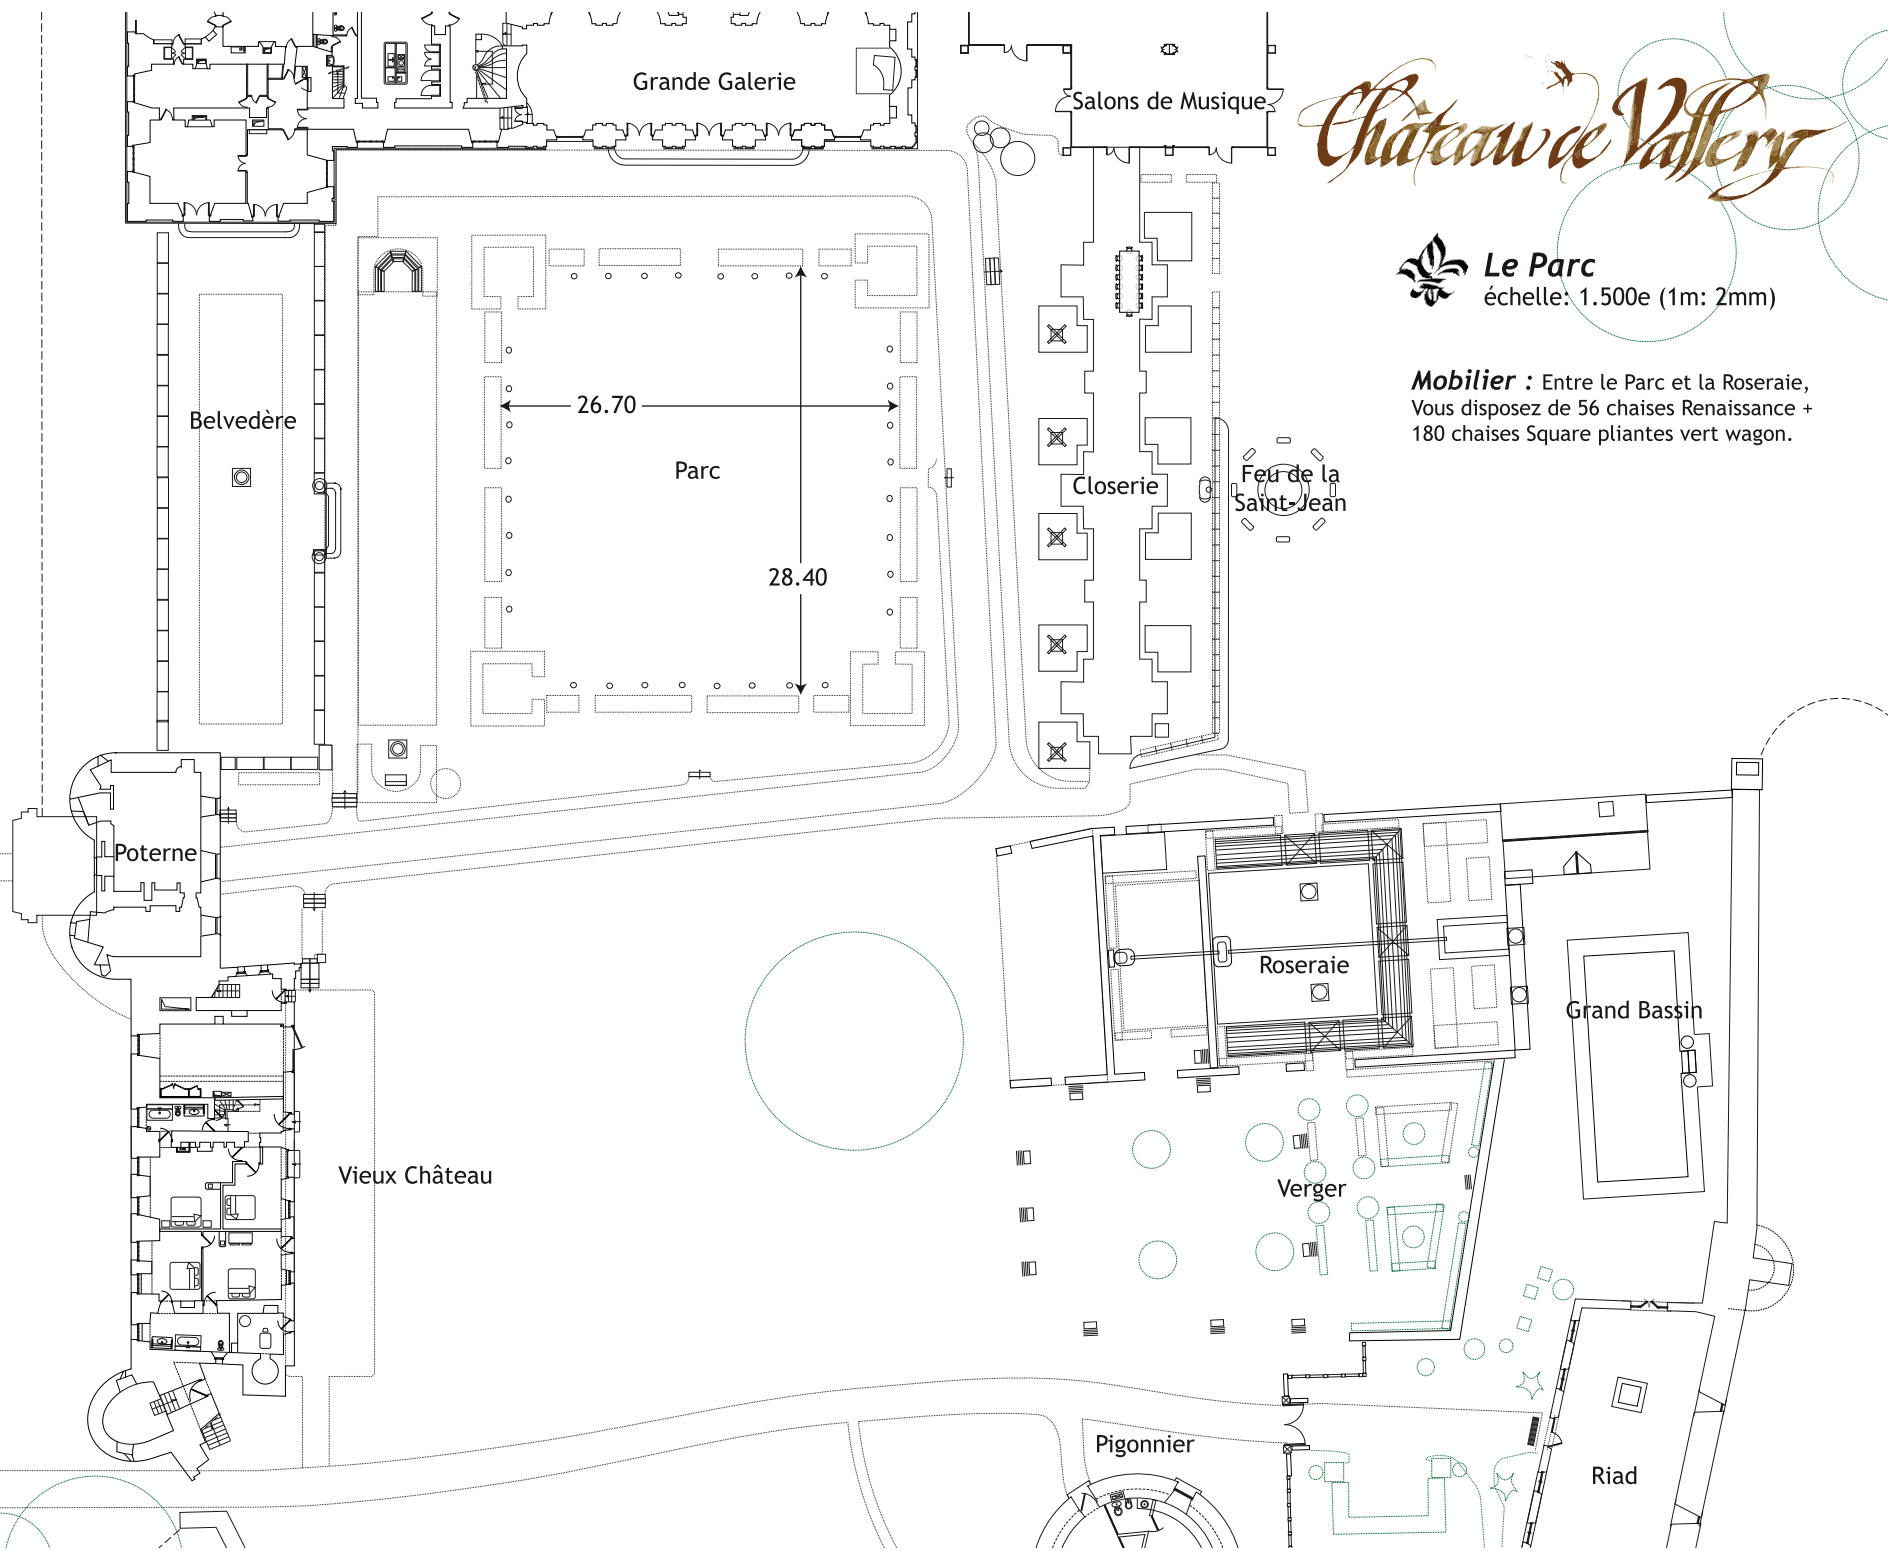 Grande Galerie
Salons de Musique
Château de Vallery
Le Parc
échelle: 1.500e (1m: 2mm)
Mobilier : Entre le Parc et la Roseraie,
Vous disposez de 56 chaises Renaissance +
180 chaises Square pliantes vert wagon.
Belvedère
26.70
Parc
28.40
Closerie
Feu de la
Saint-Jean
Poterne
Roseraie
Grand Bassin
Vieux Château
Verger
Pigonnier
Riad